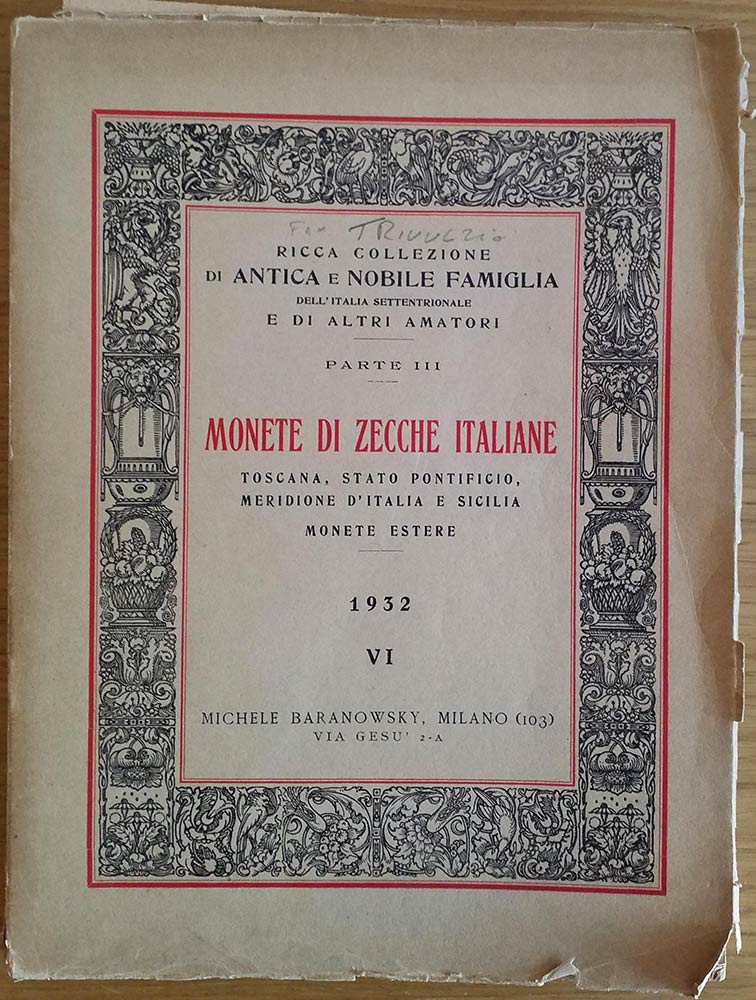 Fam TRIVULZIO
RICCA COLLEZIONE
DI ANTICA E NOBILE FAMIGLIA
DELL'ITALIA SETTENTRIONALE
E DI ALTRI AMATORI
PARTE III
MONETE DI ZECCHE ITALIANE
TOSCANA, STATO PONTIFICIO,
MERIDIONE D'ITALIA E SICILIA
MONETE ESTERE
1932
VI
MICHELE BARANOWSKY, MILANO (103)
VIA GESU' 2-A